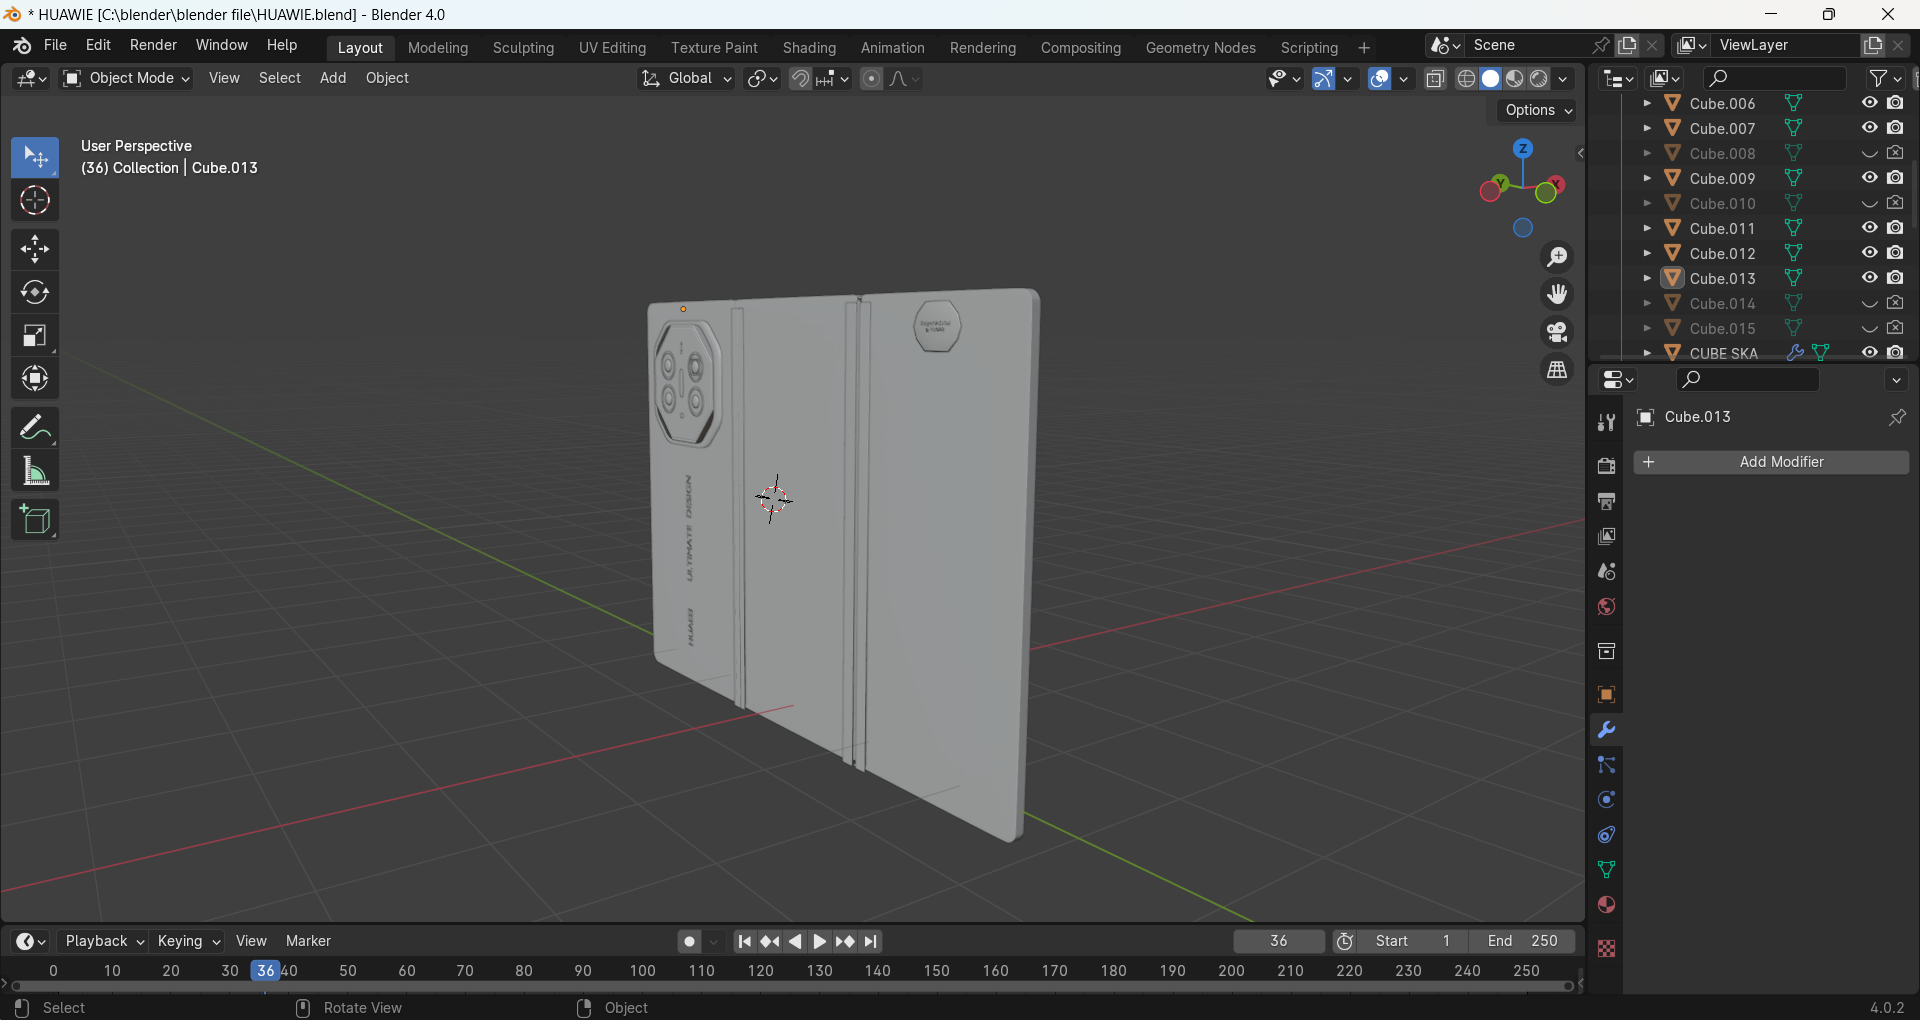 * HUAWIE [C:\blender\blender file\HUAWIE.blend] - Blender 4.0
File Edit Render Window Help Layout Modeling Sculpting UV Editing Texture Paint Shading Animation Rendering Compositing Geometry Nodes Scripting + Scene ViewLayer
Object Mode View Select Add Object Global
Options
User Perspective
(36) Collection | Cube.013
Z
Y X
Cube.006
Cube.007
Cube.008
Cube.009
Cube.010
Cube.011
Cube.012
Cube.013
Cube.014
Cube.015
CUBE SKA
Cube.013
+ Add Modifier
ULTIMATE DESIGN
Playback Keying View Marker 36 Start 1 End 250
0 10 20 30 36 40 50 60 70 80 90 100 110 120 130 140 150 160 170 180 190 200 210 220 230 240 250
Select Rotate View Object 4.0.2